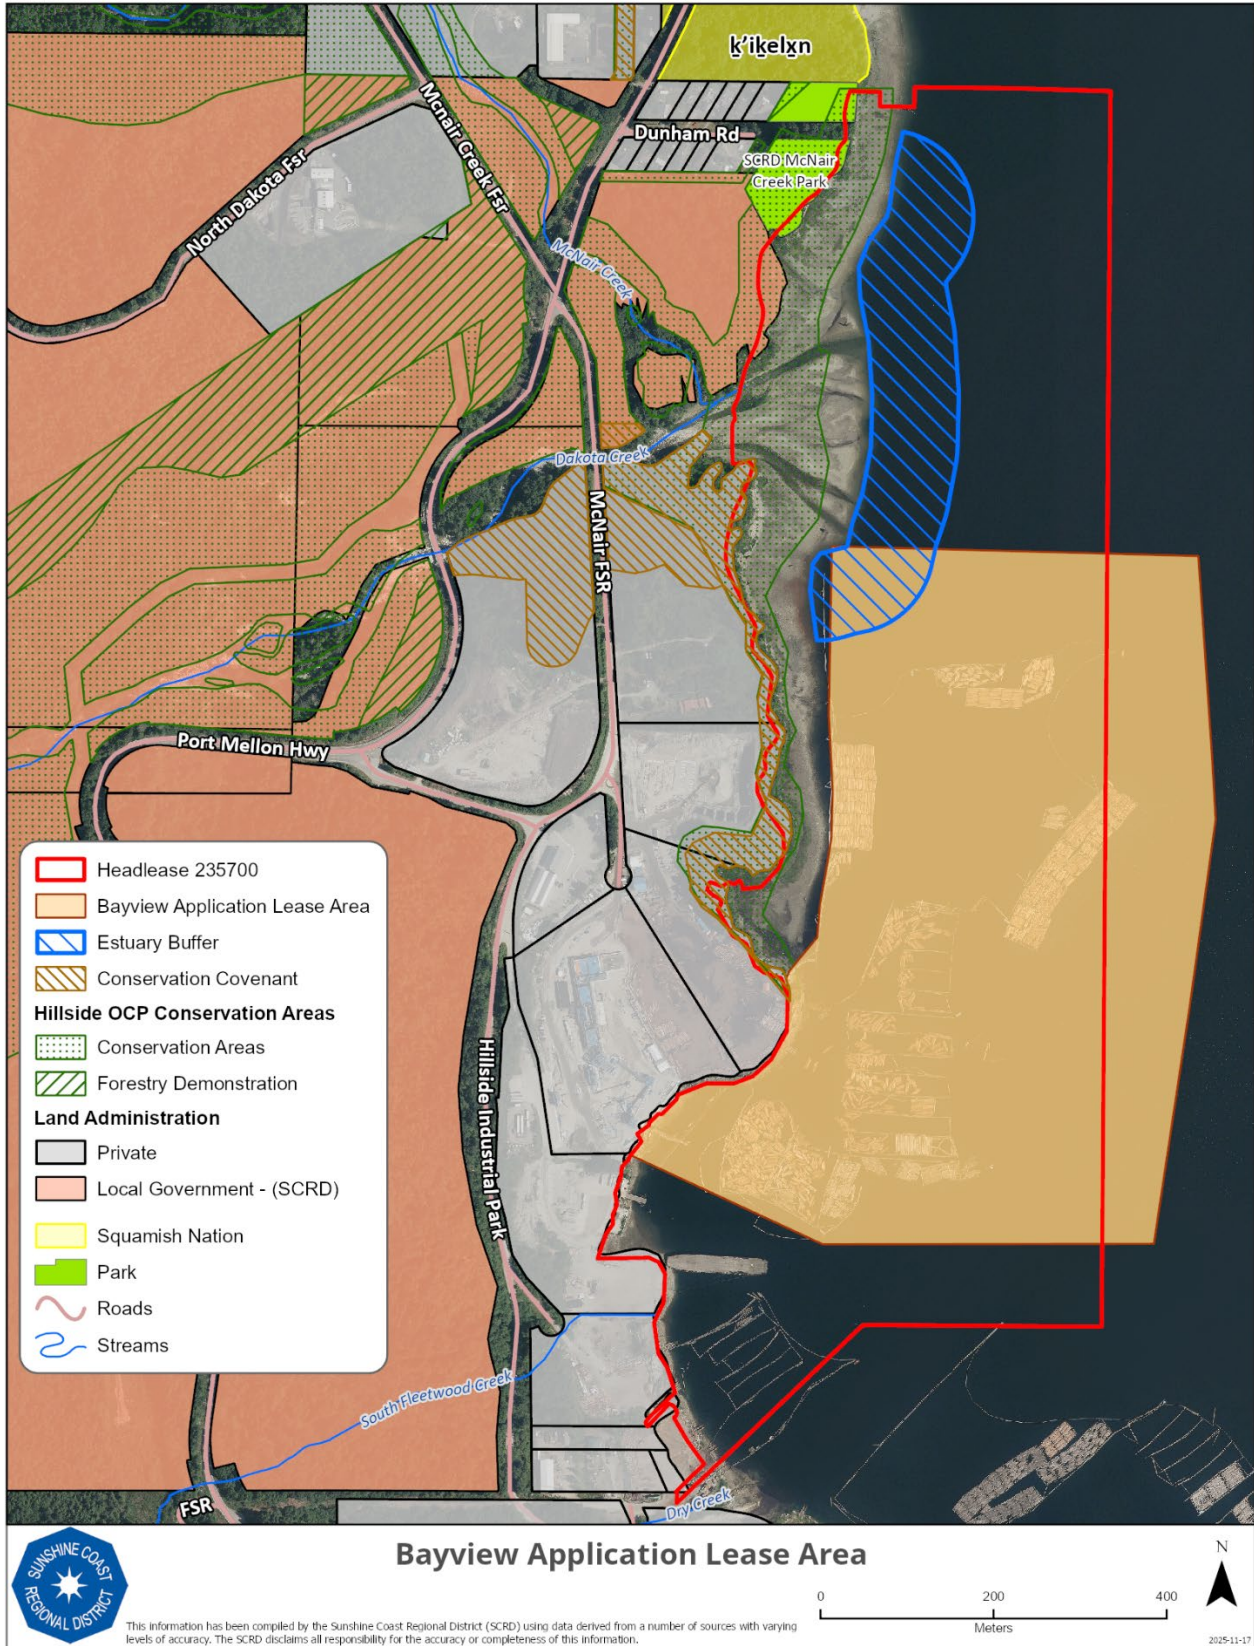 ḵ’iḵelx̱n
Dunham Rd
Mcnair Creek Fsr
SCRD McNair
Creek Park
North Dakota Fsr
McNair Creek
Dakota Creek
McNair FSR
Port Mellon Hwy
Headlease 235700
Bayview Application Lease Area
Estuary Buffer
Conservation Covenant
Hillside OCP Conservation Areas
Conservation Areas
Forestry Demonstration
Land Administration
Private
Local Government - (SCRD)
Squamish Nation
Park
Roads
Streams
Hillside Industrial Park
South Fleetwood Creek
FSR
Dry Creek
SUNSHINE COAST
REGIONAL DISTRICT
Bayview Application Lease Area
This information has been compiled by the Sunshine Coast Regional District (SCRD) using data derived from a number of sources with varying
levels of accuracy. The SCRD disclaims all responsibility for the accuracy or completeness of this information.
0 200 400
Meters
N
2025-11-17